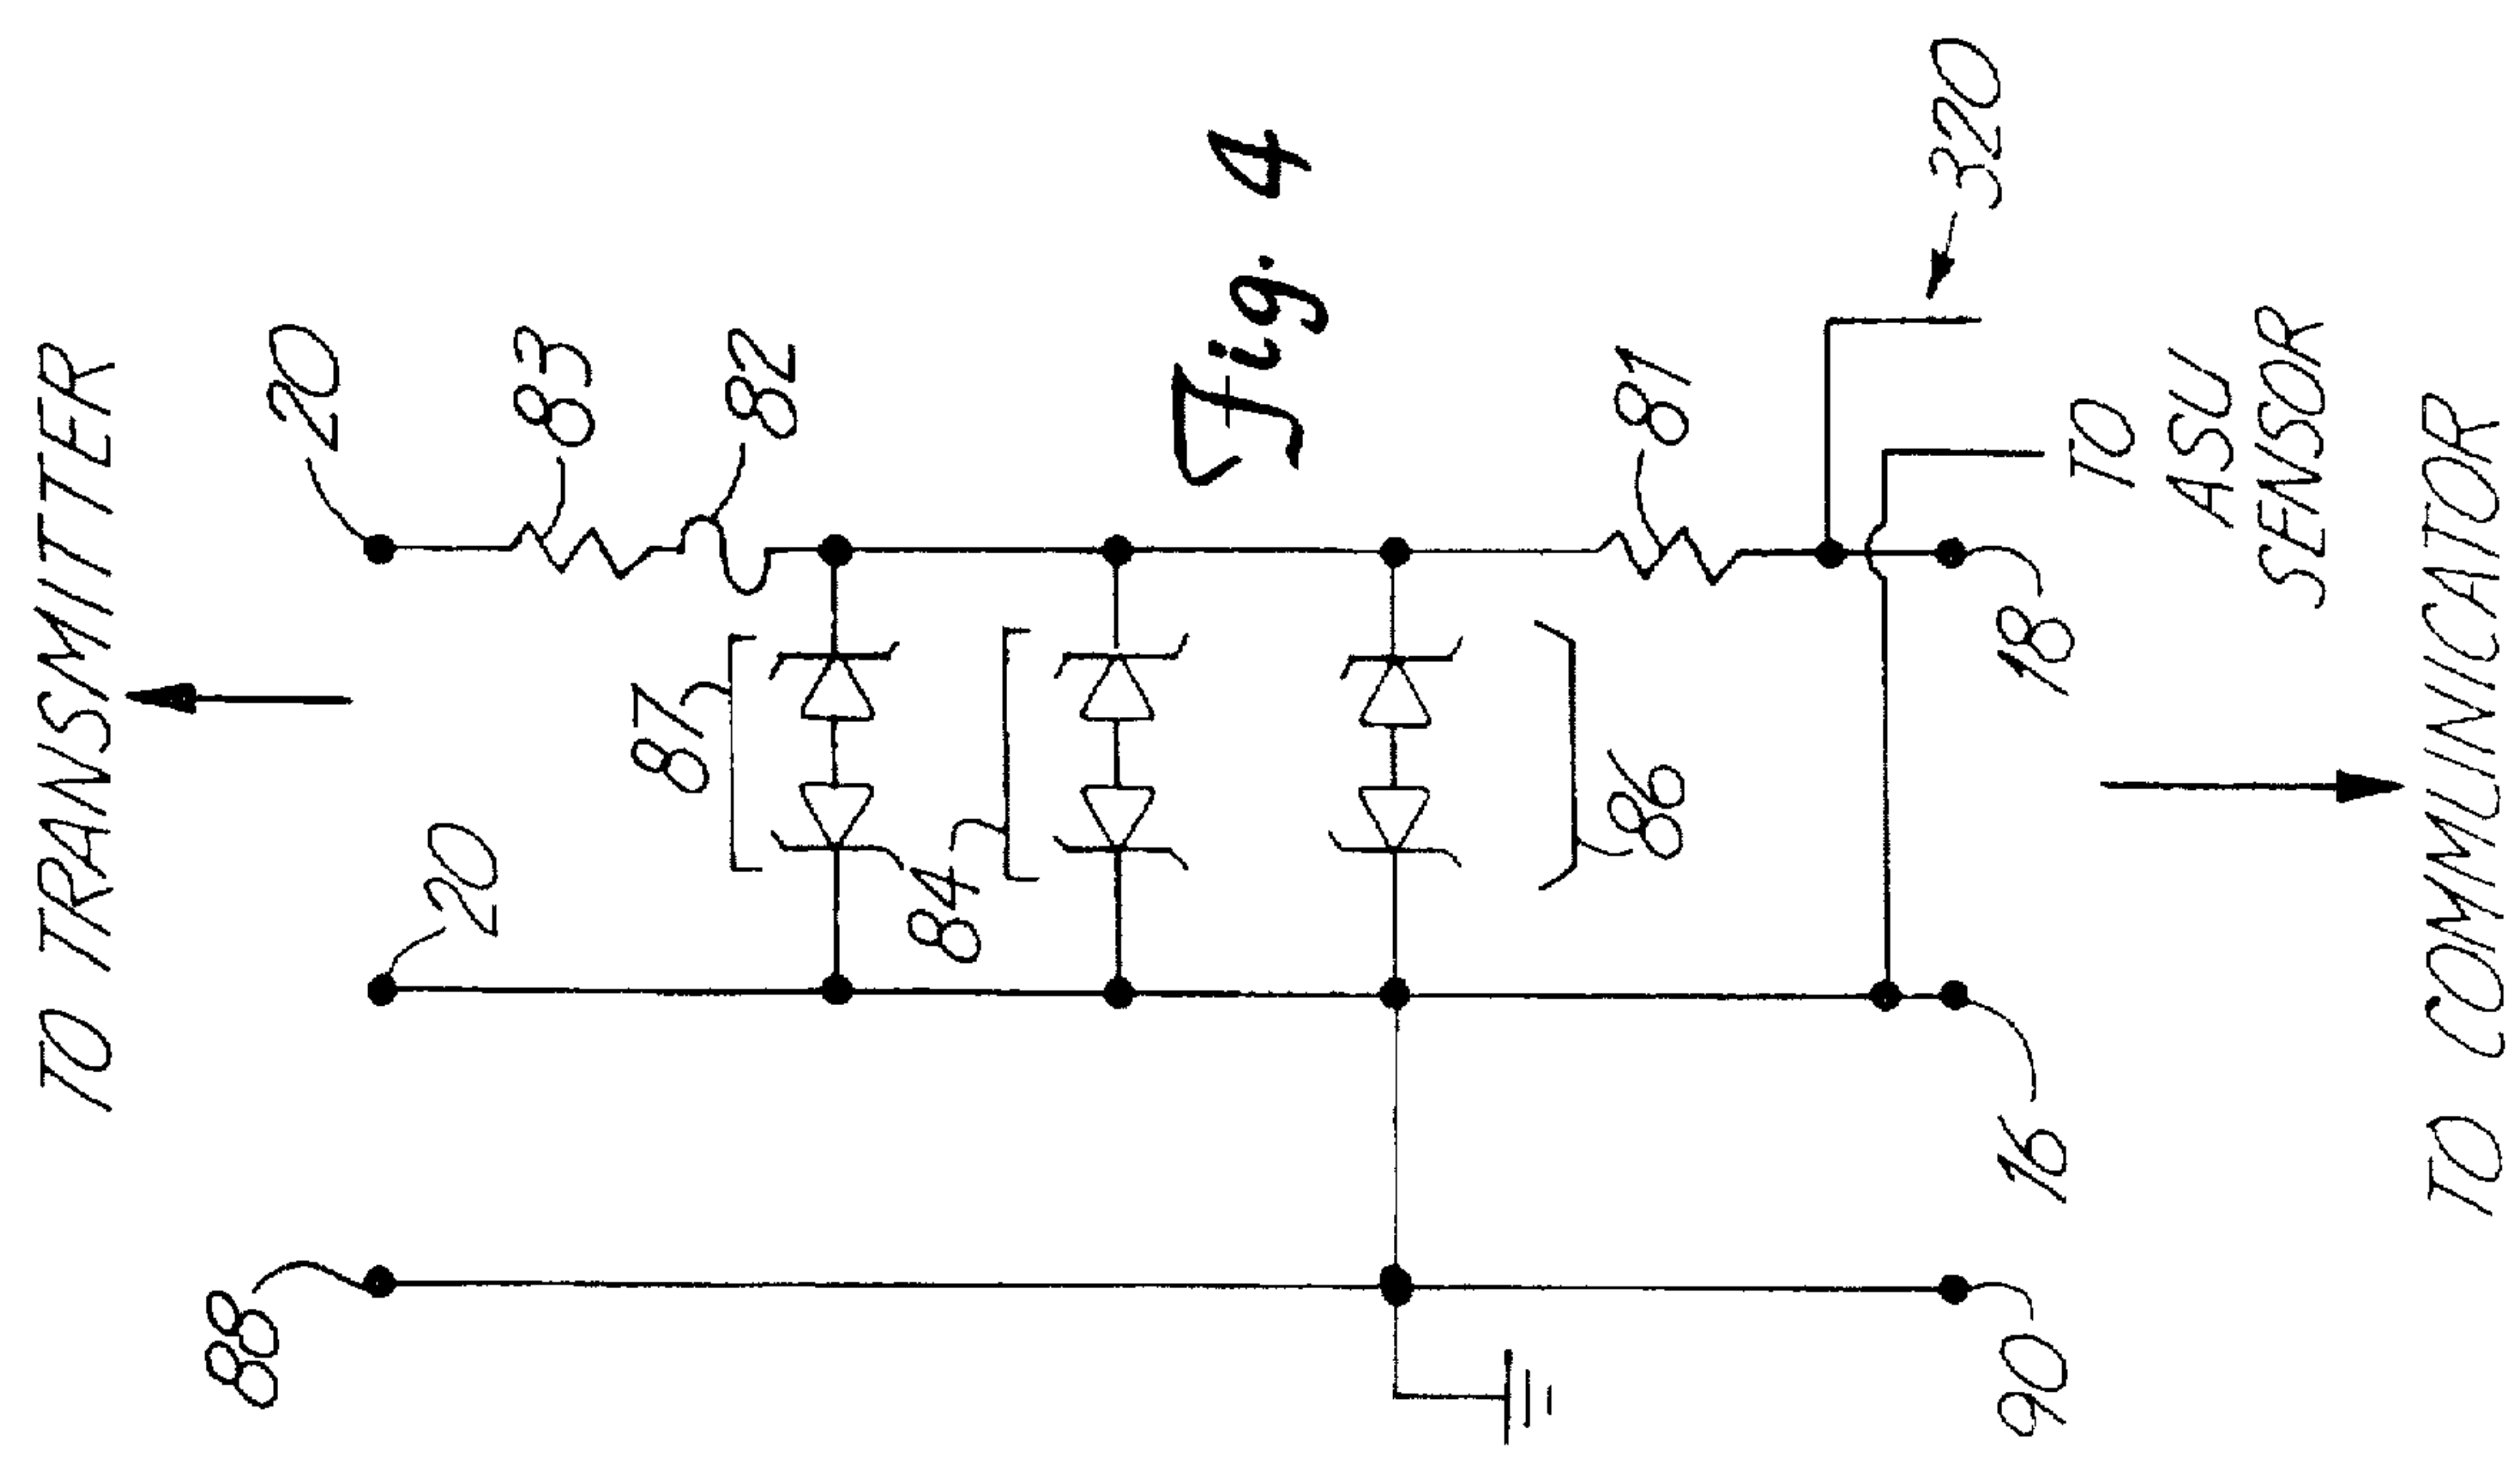 TO TRANSMITTER
88
20
20
83
82
87
84
Fig. 4
86
81
90
16
18
320
TO
ASU
SENSOR
TO COMMUNICATOR